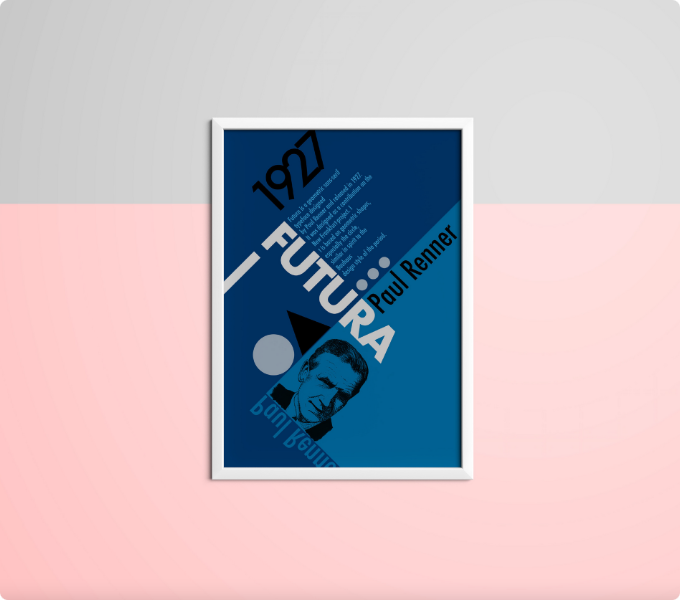 1927
Futura is a geometric sans-serif
typeface designed
by Paul Renner and released in 1927.
It was designed as a contribution on the
New Frankfurt-project. I
t is based on geometric shapes,
especially the circle,
similar in spirit to the
Bauhaus
design style of the period.
FUTURA
Paul Renner
Paul Renner